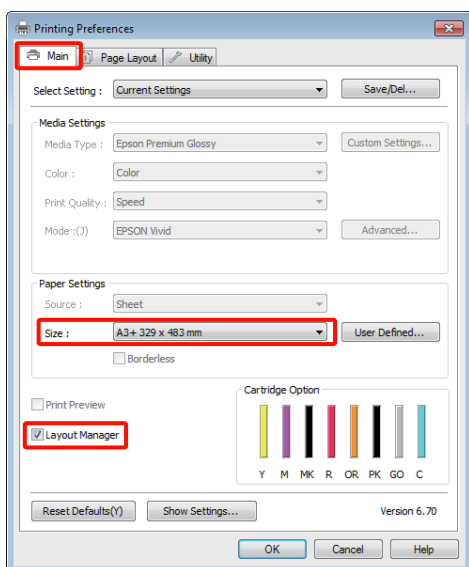 Printing Preferences
Main Page Layout Utility
Select Setting : Current Settings Save/Del...
Media Settings
Media Type : Epson Premium Glossy Custom Settings...
Color : Color
Print Quality : Speed
Mode :(J) EPSON Vivid Advanced...
Paper Settings
Source : Sheet
Size : A3+ 329 x 483 mm User Defined...
Borderless
Cartridge Option
Print Preview
Layout Manager
Y M MK R OR PK GO C
Reset Defaults(Y) Show Settings... Version 6.70
OK Cancel Help